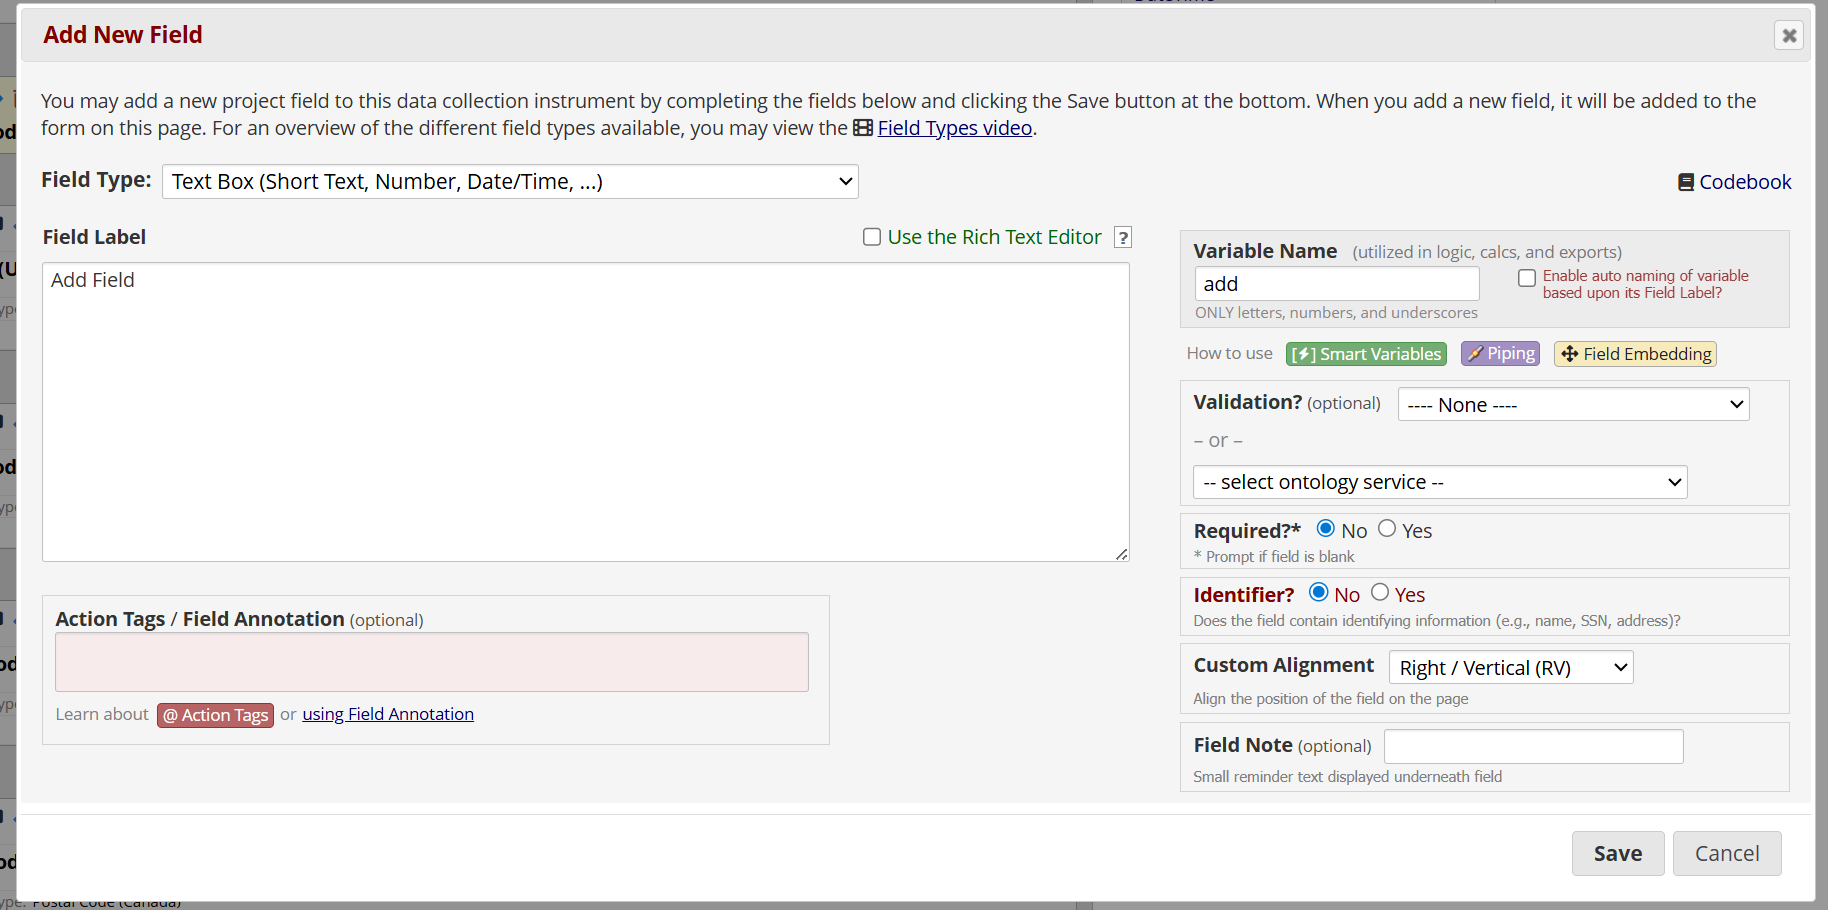 Add New Field
You may add a new project field to this data collection instrument by completing the fields below and clicking the Save button at the bottom. When you add a new field, it will be added to the
form on this page. For an overview of the different field types available, you may view the Field Types video.
Field Type: Text Box (Short Text, Number, Date/Time, ...)
Codebook
Field Label
Use the Rich Text Editor ?
Add Field
Variable Name (utilized in logic, calcs, and exports)
add
Enable auto naming of variable
based upon its Field Label?
ONLY letters, numbers, and underscores
How to use [⚡] Smart Variables Piping Field Embedding
Validation? (optional) ---- None ----
– or –
-- select ontology service --
Required?* No Yes
* Prompt if field is blank
Identifier? No Yes
Does the field contain identifying information (e.g., name, SSN, address)?
Custom Alignment Right / Vertical (RV)
Align the position of the field on the page
Field Note (optional)
Small reminder text displayed underneath field
Action Tags / Field Annotation (optional)
Learn about @ Action Tags or using Field Annotation
Save Cancel
Postal Code (Canada)